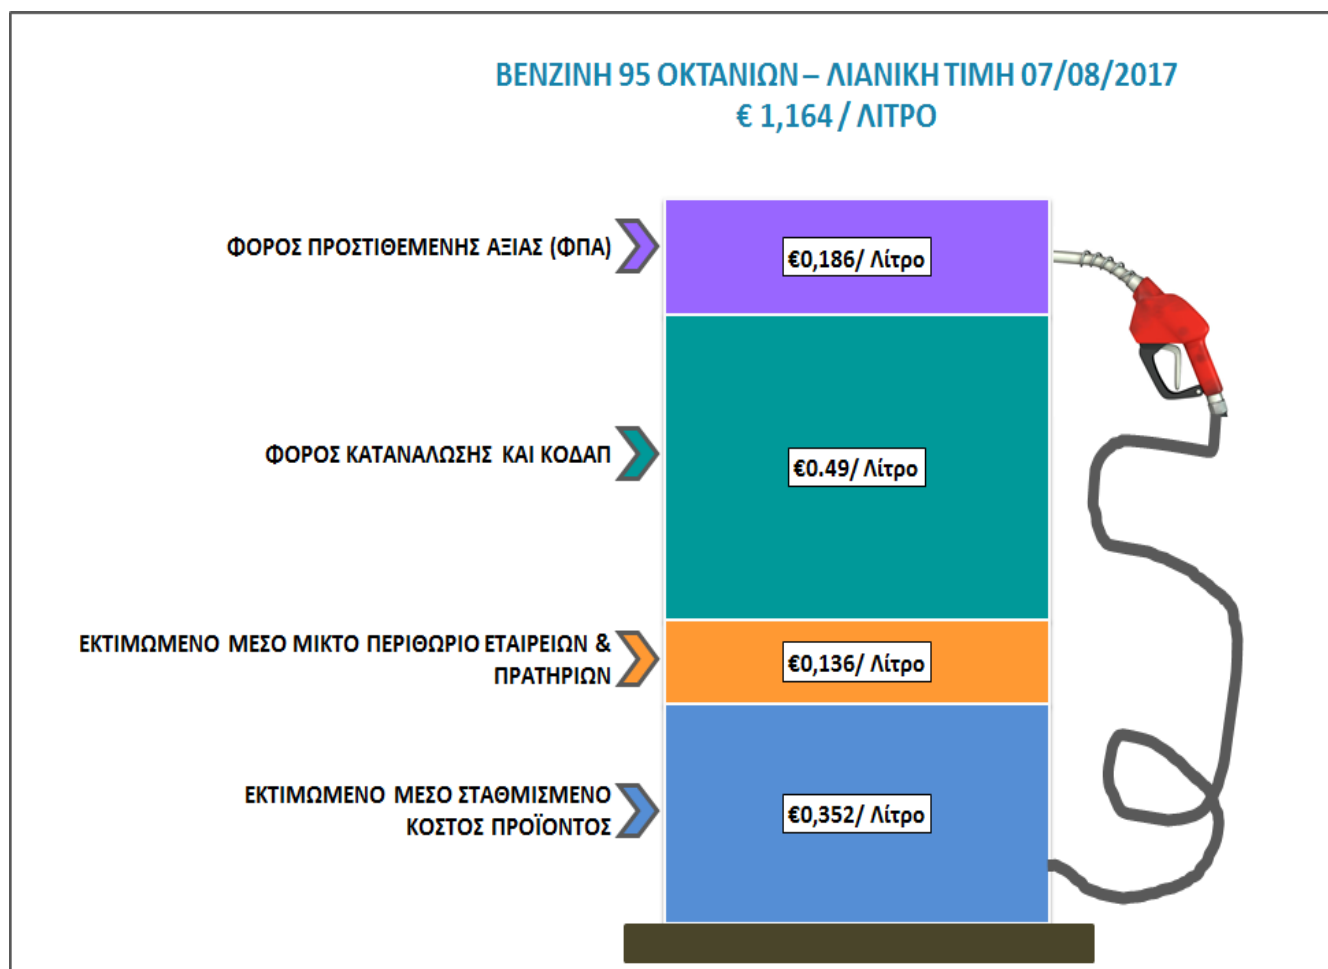 ΒΕΝΖΙΝΗ 95 ΟΚΤΑΝΙΩΝ – ΛΙΑΝΙΚΗ ΤΙΜΗ 07/08/2017
€ 1,164 / ΛΙΤΡΟ
ΦΟΡΟΣ ΠΡΟΣΤΙΘΕΜΕΝΗΣ ΑΞΙΑΣ (ΦΠΑ)
€0,186/ Λίτρο
ΦΟΡΟΣ ΚΑΤΑΝΑΛΩΣΗΣ ΚΑΙ ΚΟΔΑΠ
€0.49/ Λίτρο
ΕΚΤΙΜΩΜΕΝΟ ΜΕΣΟ ΜΙΚΤΟ ΠΕΡΙΘΩΡΙΟ ΕΤΑΙΡΕΙΩΝ &
ΠΡΑΤΗΡΙΩΝ
€0,136/ Λίτρο
ΕΚΤΙΜΩΜΕΝΟ ΜΕΣΟ ΣΤΑΘΜΙΣΜΕΝΟ
ΚΟΣΤΟΣ ΠΡΟΪΟΝΤΟΣ
€0,352/ Λίτρο